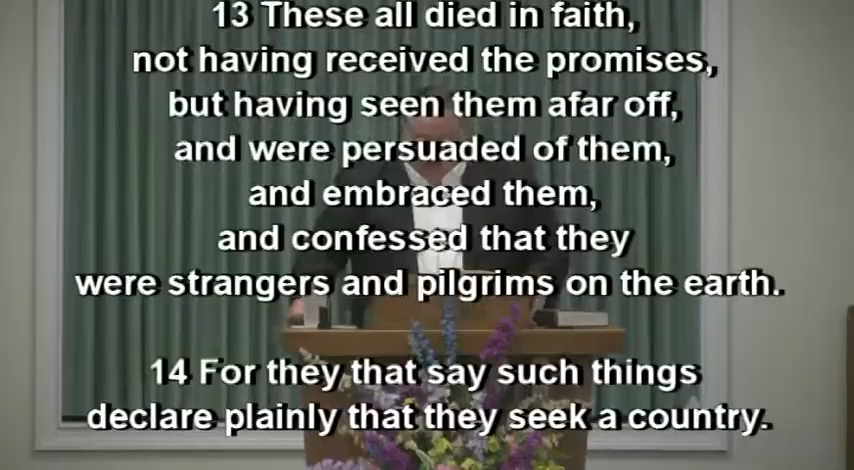 13 These all died in faith,
not having received the promises,
but having seen them afar off,
and were persuaded of them,
and embraced them,
and confessed that they
were strangers and pilgrims on the earth.
14 For they that say such things
declare plainly that they seek a country.